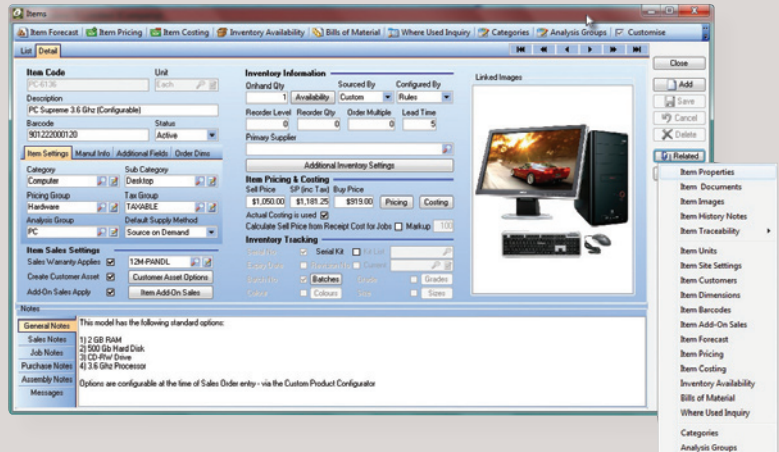 Items
Item Forecast Item Pricing Item Costing Inventory Availability Bills of Material Where Used Inquiry Categories Analysis Groups Customise
List Detail
Close
Add
Save
Cancel
Delete
Related
Item Code Unit
PC-6136 Each
Description
PC Supreme 3.6 Ghz (Configurable)
Barcode Status
901222000120 Active
Item Settings Manuf Info Additional Fields Order Dims
Category Sub Category
Computer Desktop
Pricing Group Tax Group
Hardware TAXABLE
Analysis Group Default Supply Method
PC Source on Demand
Item Sales Settings
Sales Warranty Applies 12M-PANDL
Create Customer Asset Customer Asset Options
Add-On Sales Apply Item Add-On Sales
Inventory Information
Onhand Qty Sourced By Configured By
1 Availability Custom Rules
Reorder Level Reorder Qty Order Multiple Lead Time
0 0 0 5
Primary Supplier
Additional Inventory Settings
Item Pricing & Costing
Sell Price SP (inc Tax) Buy Price
$1,050.00 $1,181.25 $919.00 Pricing Costing
Actual Costing is used
Calculate Sell Price from Receipt Cost for Jobs Markup 100
Inventory Tracking
Serial Kit
Batches Grades
Colours Size Sizes
Linked Images
Notes
General Notes
Sales Notes
Job Notes
Purchase Notes
Assembly Notes
Messages
This model has the following standard options:
1) 2 GB RAM
2) 500 Gb Hard Disk
3) CD-RW Drive
4) 3.6 Ghz Processor
Options are configurable at the time of Sales Order entry - via the Custom Product Configurator
Item Properties
Item Documents
Item Images
Item History Notes
Item Traceability
Item Units
Item Site Settings
Item Customers
Item Dimensions
Item Barcodes
Item Add-On Sales
Item Forecast
Item Pricing
Item Costing
Inventory Availability
Bills of Material
Where Used Inquiry
Categories
Analysis Groups